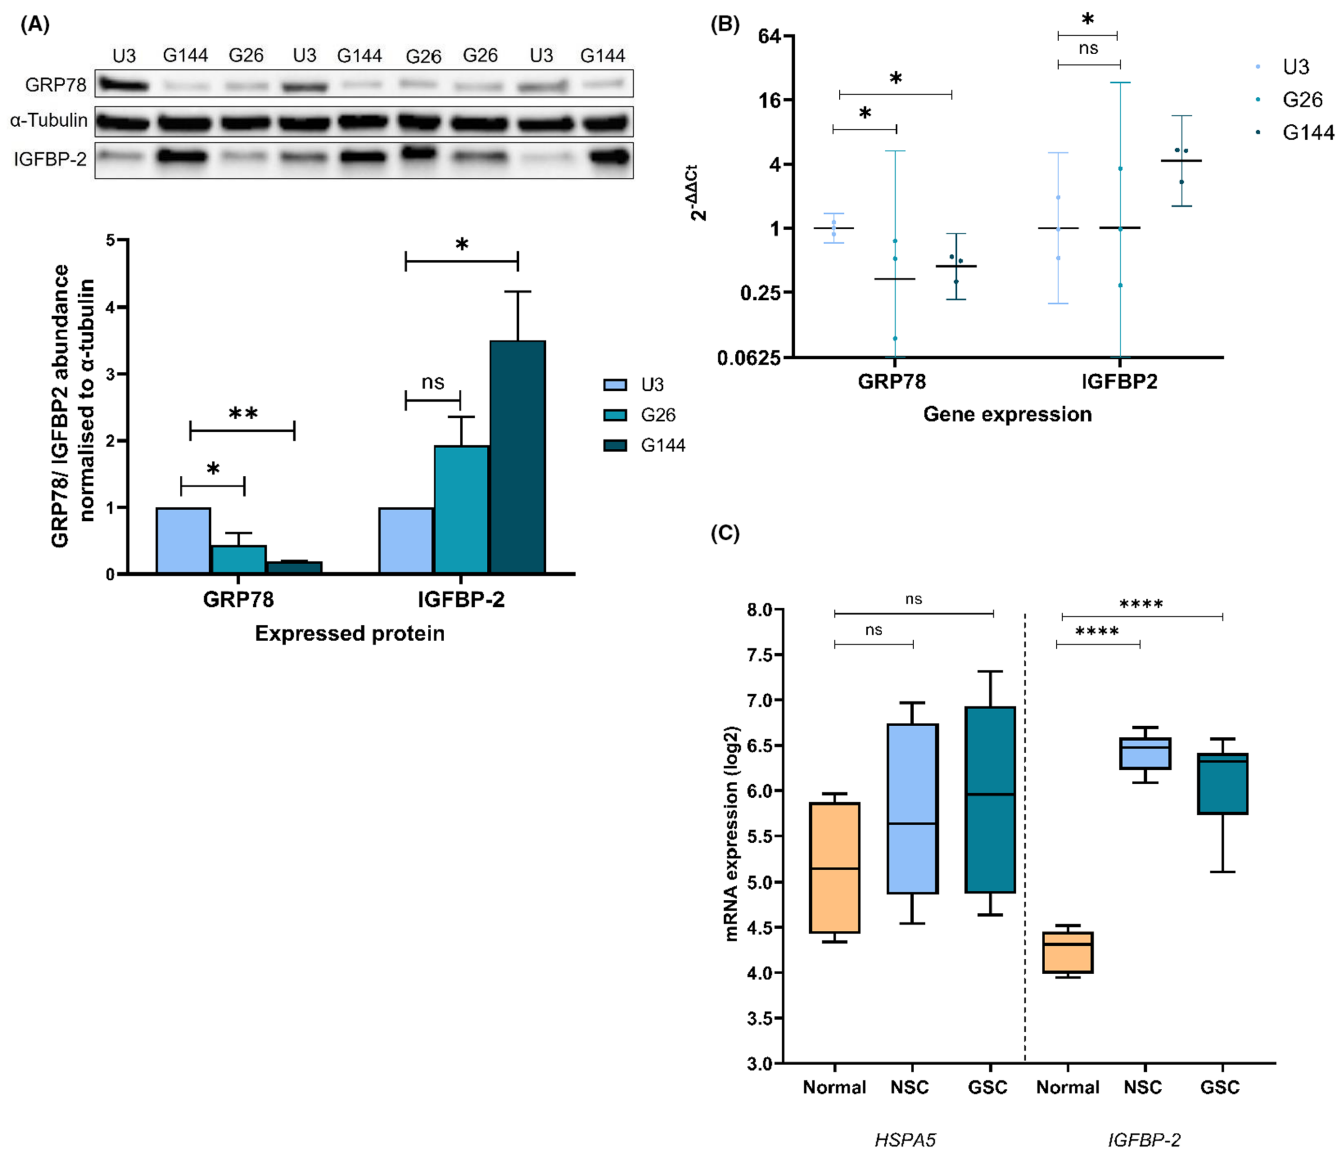 (A)
U3 G144 G26 U3 G144 G26 G26 U3 G144
GRP78
α-Tubulin
IGFBP-2
GRP78/ IGFBP2 abundance
normalised to α-tubulin
5
4
3
2
1
0
*
**
ns
*
GRP78 IGFBP-2
Expressed protein
U3
G26
G144
(B)
2^-ΔΔCt
64
16
4
1
0.25
0.0625
*
*
*
ns
GRP78 IGFBP2
Gene expression
U3
G26
G144
(C)
mRNA expression (log2)
8.0
7.5
7.0
6.5
6.0
5.5
5.0
4.5
4.0
3.5
3.0
ns
ns
****
****
Normal NSC GSC Normal NSC GSC
HSPA5 IGFBP-2